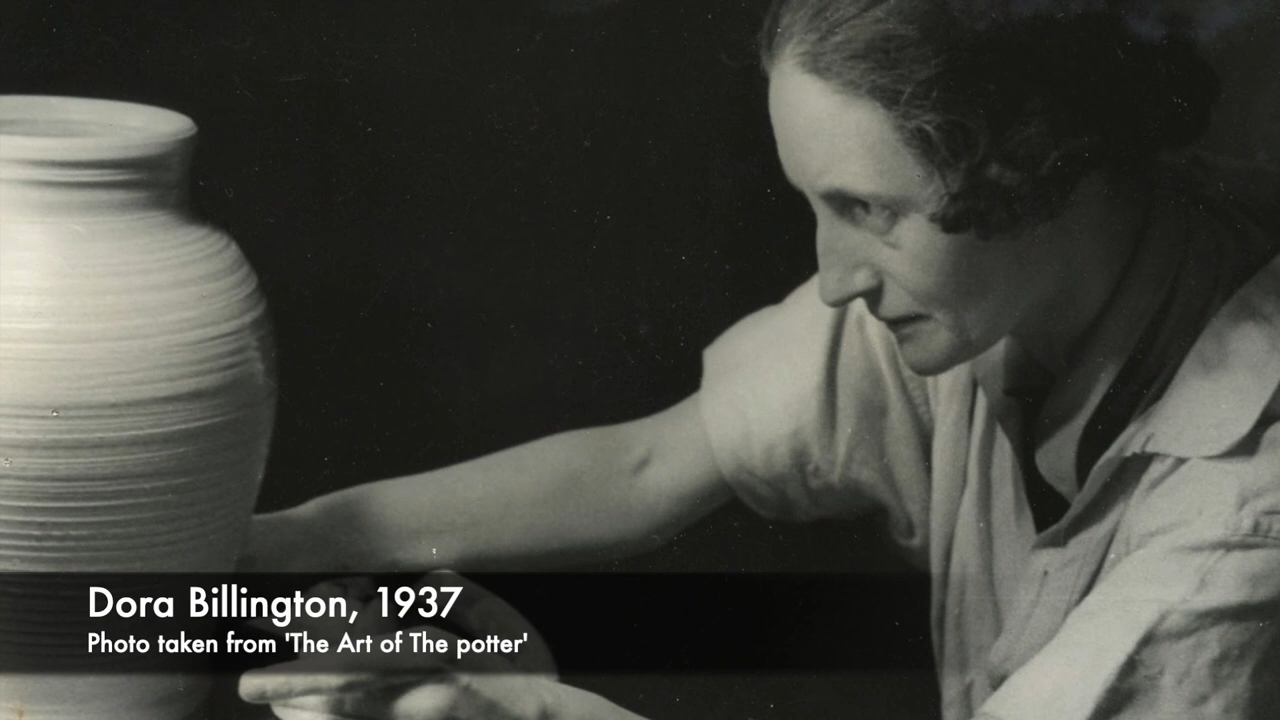 Dora Billington, 1937
Photo taken from 'The Art of The potter'